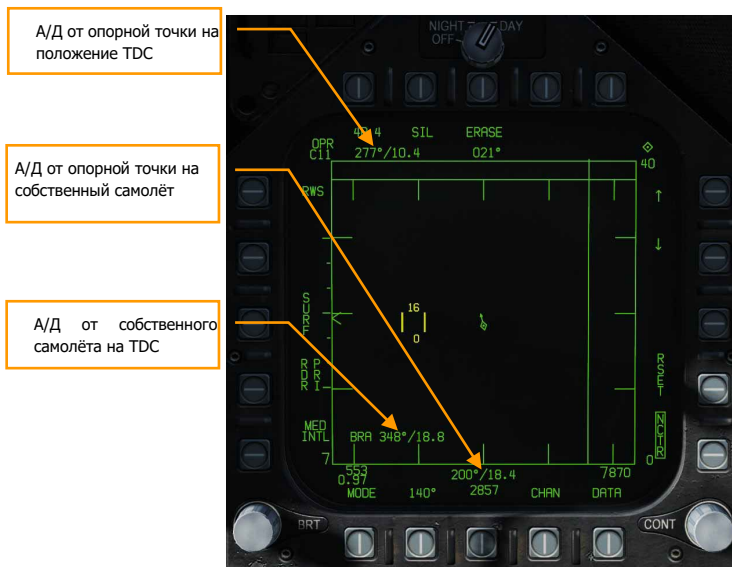 А/Д от опорной точки на
положение TDC
А/Д от опорной точки на
собственный самолёт
А/Д от собственного
самолёта на TDC
NIGHT DAY
OFF
SIL ERASE
OPR
C11 277°/10.4 021°
40
RWS
16
0
SURF
RDR PRI
RSET
MED
INTL BRA 348°/18.8
NCTR
7 0
553 200°/18.4 7870
0.97
MODE 140° 2857 CHAN DATA
BRT CONT